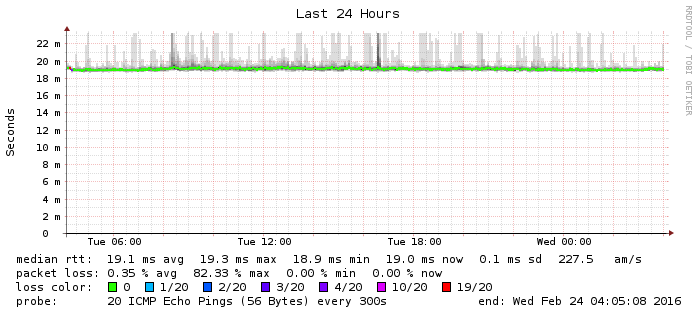 Last 24 Hours
RRDTOOL / TOBI OETIKER
Seconds
22 m
20 m
18 m
16 m
14 m
12 m
10 m
8 m
6 m
4 m
2 m
0
Tue 06:00 Tue 12:00 Tue 18:00 Wed 00:00
median rtt: 19.1 ms avg 19.3 ms max 18.9 ms min 19.0 ms now 0.1 ms sd 227.5 am/s
packet loss: 0.35 % avg 82.33 % max 0.00 % min 0.00 % now
loss color: 0 1/20 2/20 3/20 4/20 10/20 19/20
probe: 20 ICMP Echo Pings (56 Bytes) every 300s end: Wed Feb 24 04:05:08 2016